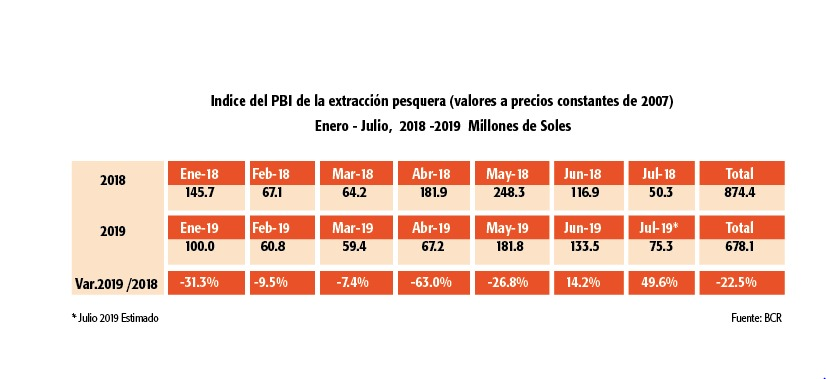 Indice del PBI de la extracción pesquera (valores a precios constantes de 2007)
Enero - Julio, 2018 -2019 Millones de Soles
2018 Ene-18 Feb-18 Mar-18 Abr-18 May-18 Jun-18 Jul-18 Total
145.7 67.1 64.2 181.9 248.3 116.9 50.3 874.4
2019 Ene-19 Feb-19 Mar-19 Abr-19 May-19 Jun-19 Jul-19* Total
100.0 60.8 59.4 67.2 181.8 133.5 75.3 678.1
Var.2019 /2018 -31.3% -9.5% -7.4% -63.0% -26.8% 14.2% 49.6% -22.5%
* Julio 2019 Estimado Fuente: BCR